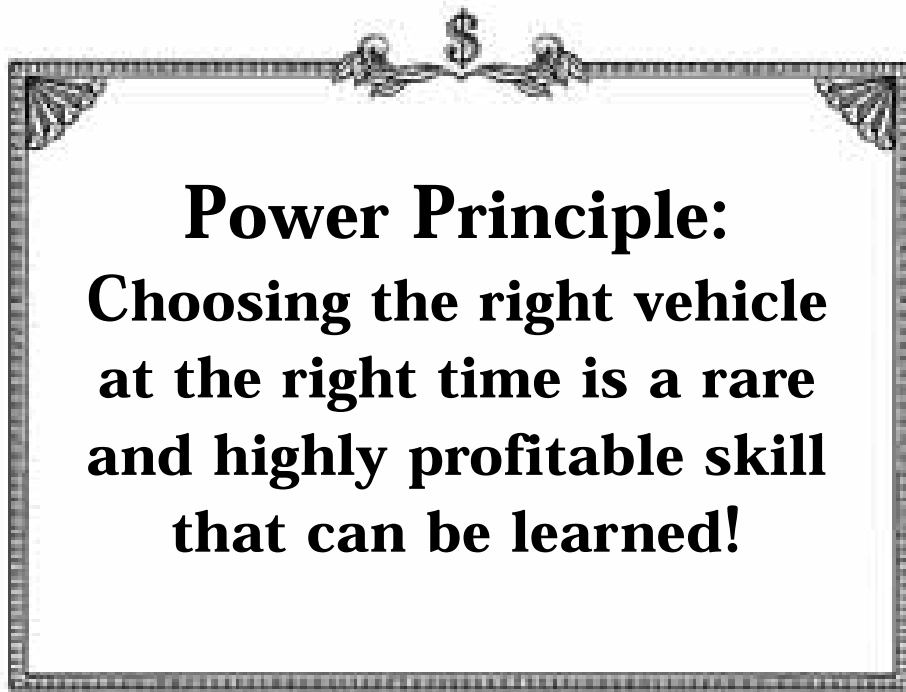 $
Power Principle:
Choosing the right vehicle
at the right time is a rare
and highly profitable skill
that can be learned!